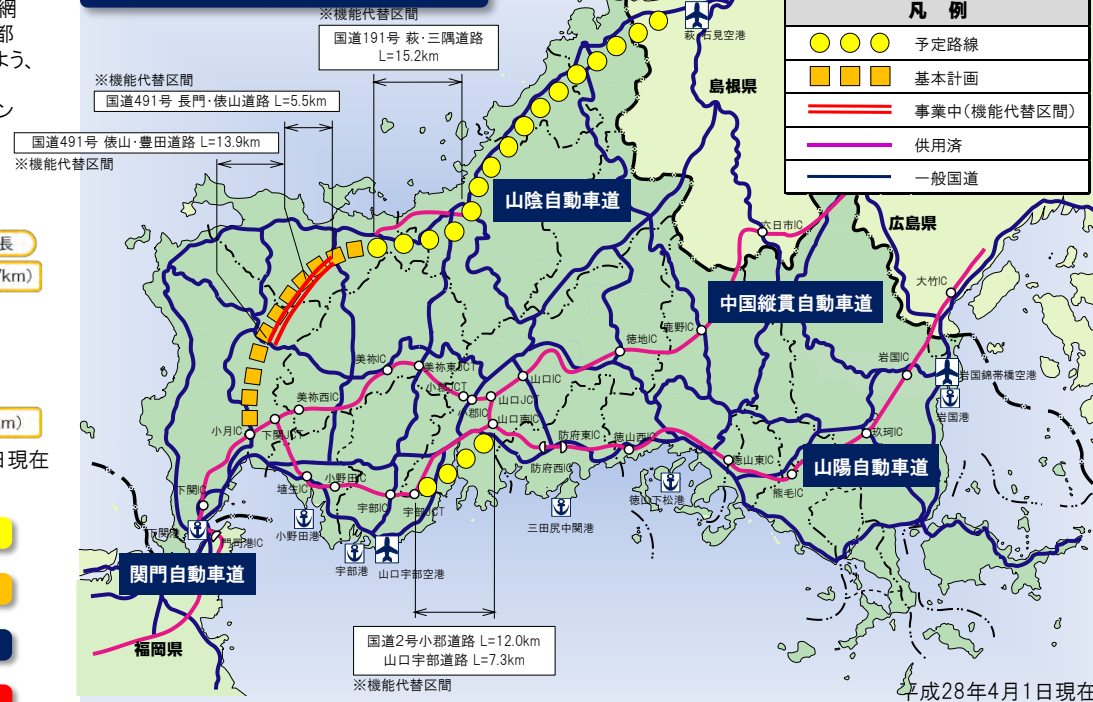 網
都
よう、
ン
長
/km）
m）
日現在
※機能代替区間
国道191号 萩・三隅道路
L=15.2km
※機能代替区間
国道491号 長門・俵山道路 L=5.5km
国道491号 俵山・豊田道路 L=13.9km
※機能代替区間
凡 例
予定路線
基本計画
事業中（機能代替区間）
供用済
一般国道
萩・石見空港
島根県
山陰自動車道
広島県
六日市IC
大竹IC
中国縦貫自動車道
鹿野IC
徳地IC
美祢IC
美祢東JCT
小郡JCT
山口IC
岩国IC
岩国錦帯橋空港
岩国港
美祢西IC
小郡IC
山口JCT
山口南IC
小月IC
下関JCT
防府東IC
徳山西IC
玖珂IC
防府西IC
徳山東IC
山陽自動車道
熊毛IC
埴生IC
小野田IC
宇部IC
宇部JCT
徳山下松港
下関IC
下関港
門司港IC
小野田港
三田尻中関港
宇部港
山口宇部空港
関門自動車道
福岡県
国道2号小郡道路 L=12.0km
山口宇部道路 L=7.3km
※機能代替区間
平成28年4月1日現在